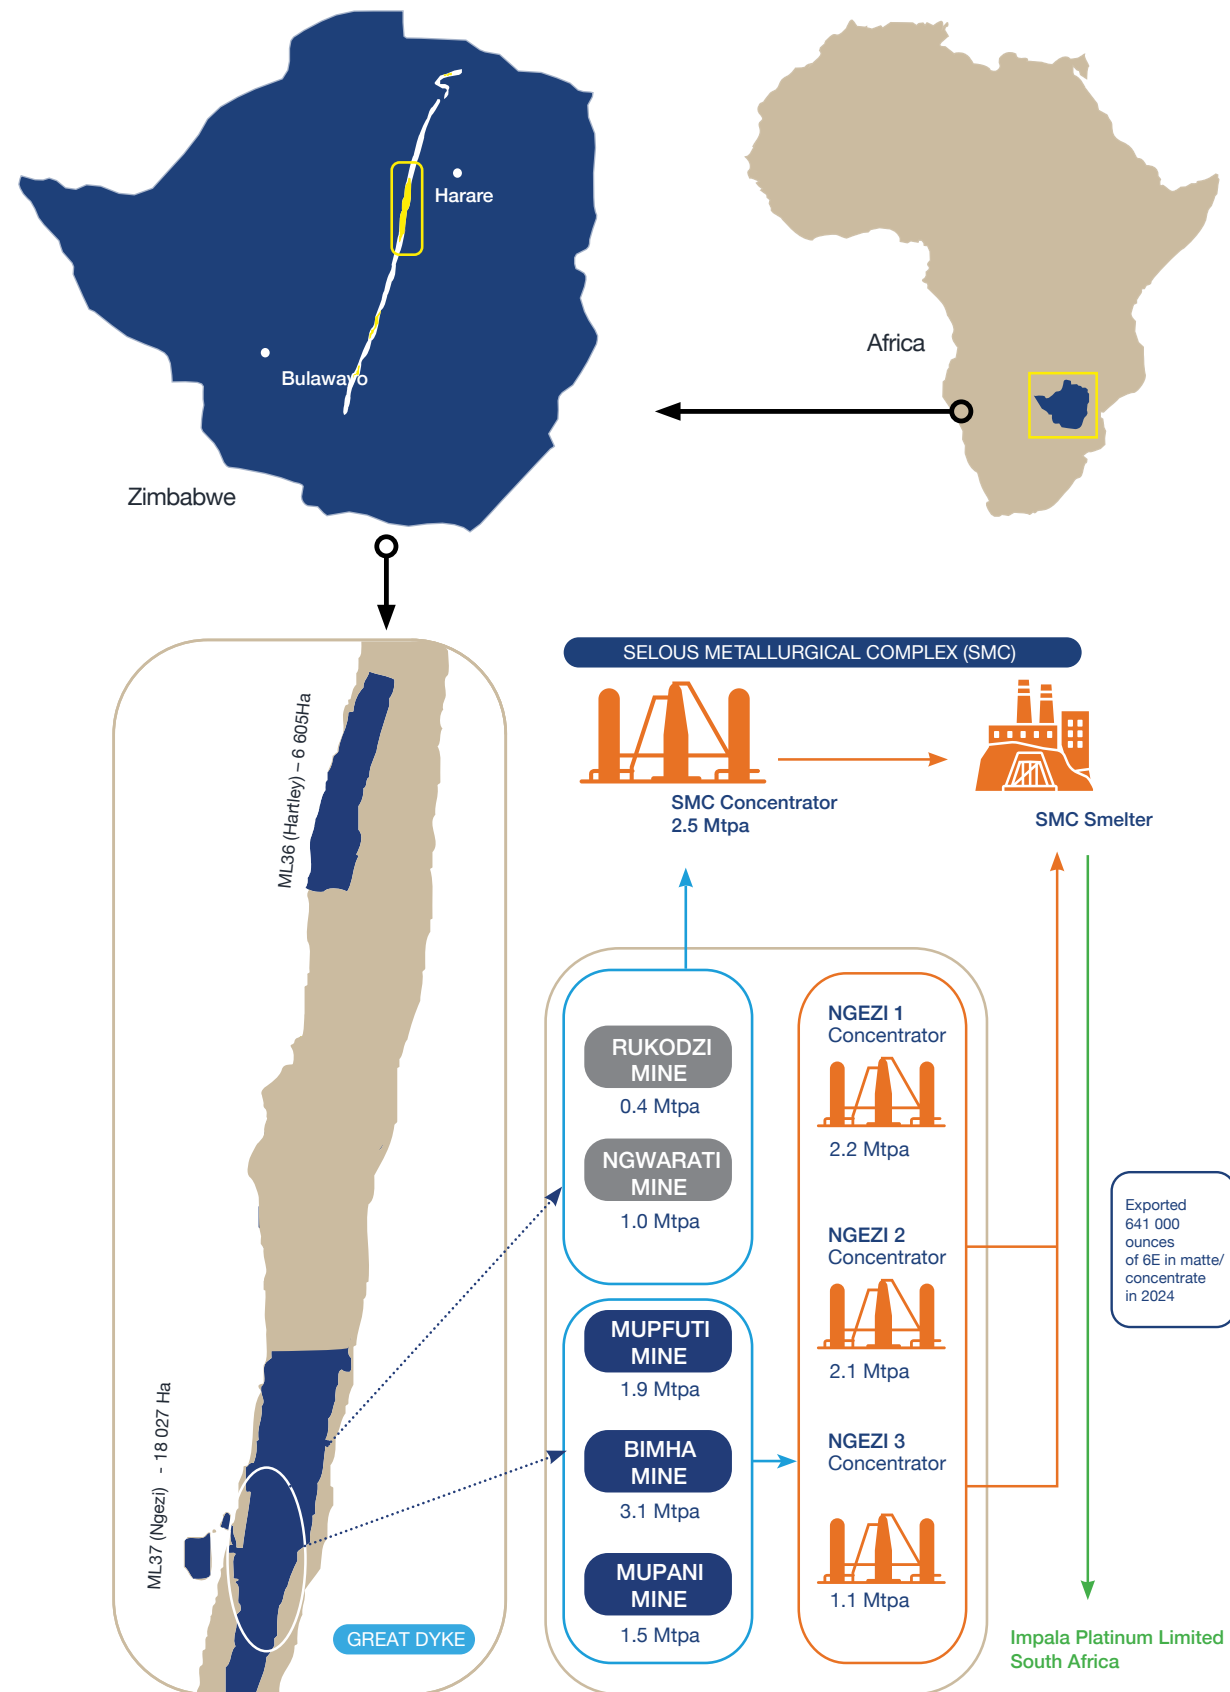 Harare
Bulawayo
Zimbabwe
Africa
SELOUS METALLURGICAL COMPLEX (SMC)
SMC Concentrator
2.5 Mtpa
SMC Smelter
ML36 (Hartley) – 6 605Ha
ML37 (Ngezi) - 18 027 Ha
GREAT DYKE
RUKODZI
MINE
0.4 Mtpa
NGWARATI
MINE
1.0 Mtpa
MUPFUTI
MINE
1.9 Mtpa
BIMHA
MINE
3.1 Mtpa
MUPANI
MINE
1.5 Mtpa
NGEZI 1
Concentrator
2.2 Mtpa
NGEZI 2
Concentrator
2.1 Mtpa
NGEZI 3
Concentrator
1.1 Mtpa
Exported
641 000
ounces
of 6E in matte/
concentrate
in 2024
Impala Platinum Limited
South Africa